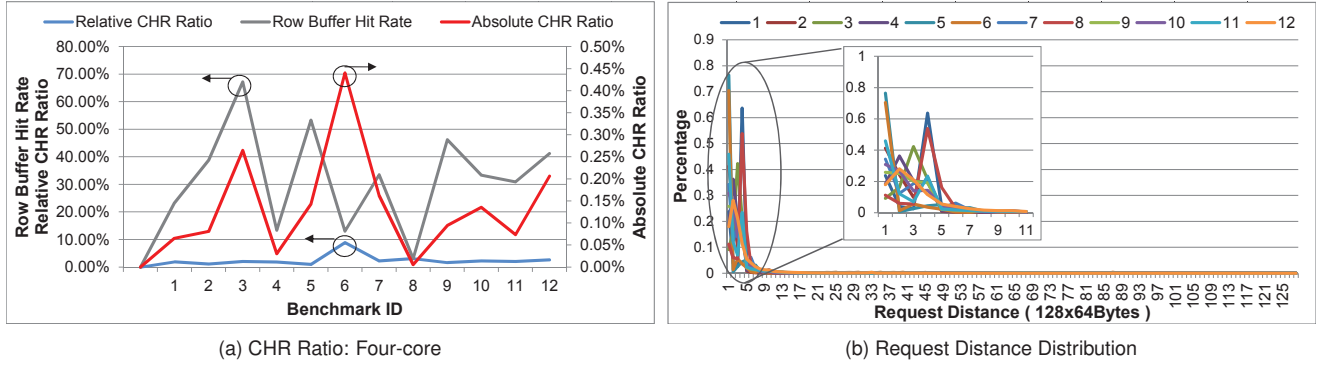 Relative CHR Ratio Row Buffer Hit Rate Absolute CHR Ratio
80.00%
70.00%
60.00%
50.00%
40.00%
30.00%
20.00%
10.00%
0.00%
Row Buffer Hit Rate
Relative CHR Ratio
0.50%
0.45%
0.40%
0.35%
0.30%
0.25%
0.20%
0.15%
0.10%
0.05%
0.00%
Absolute CHR Ratio
1 2 3 4 5 6 7 8 9 10 11 12
Benchmark ID
(a) CHR Ratio: Four-core
1 2 3 4 5 6 7 8 9 10 11 12
0.9
0.8
0.7
0.6
0.5
0.4
0.3
0.2
0.1
0
Percentage
1
0.8
0.6
0.4
0.2
0
1 3 5 7 9 11
1 5 9 13 17 21 25 29 33 37 41 45 49 53 57 61 65 69 73 77 81 85 89 93 97 101 105 109 113 117 121 125
Request Distance ( 128x64Bytes )
(b) Request Distance Distribution